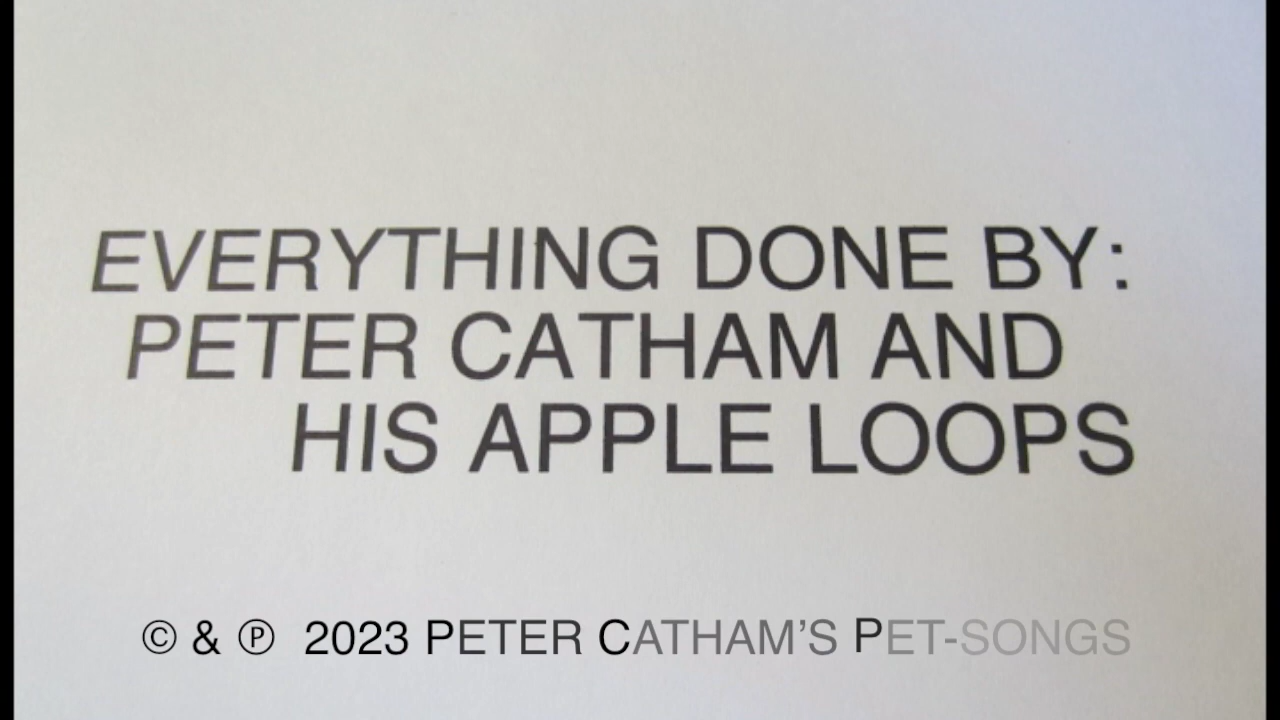 EVERYTHING DONE BY:
PETER CATHAM AND
HIS APPLE LOOPS
© & ℗ 2023 PETER CATHAM’S PET-SONGS